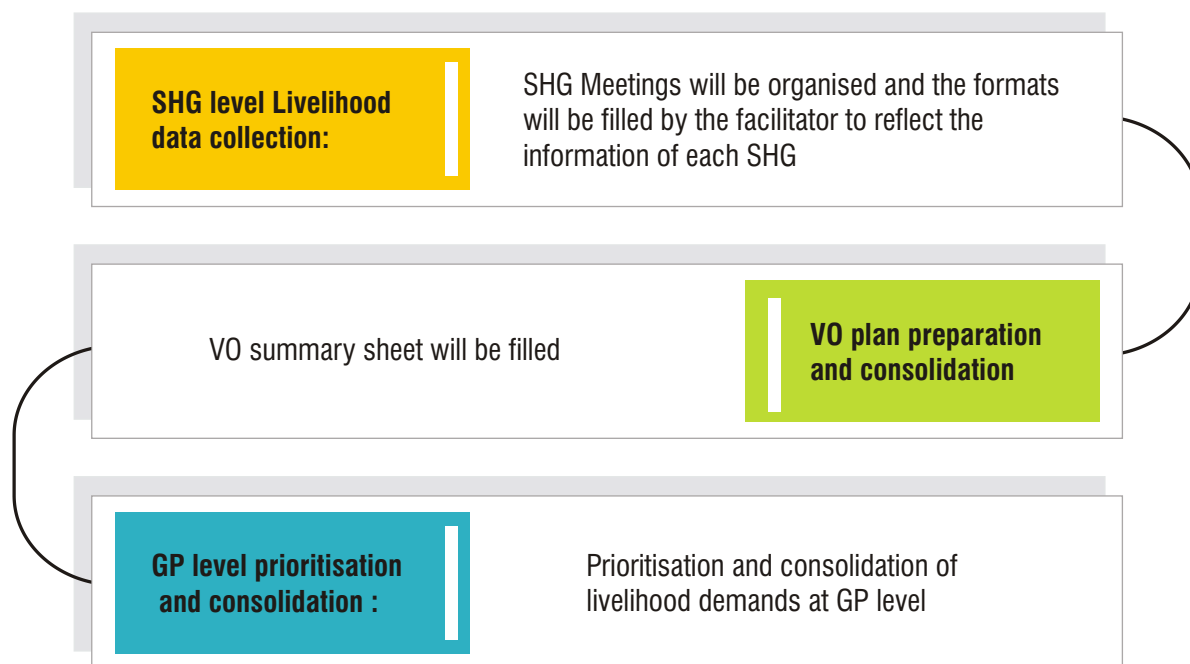 SHG level Livelihood
data collection:
SHG Meetings will be organised and the formats
will be filled by the facilitator to reflect the
information of each SHG
VO summary sheet will be filled
VO plan preparation
and consolidation
GP level prioritisation
and consolidation :
Prioritisation and consolidation of
livelihood demands at GP level